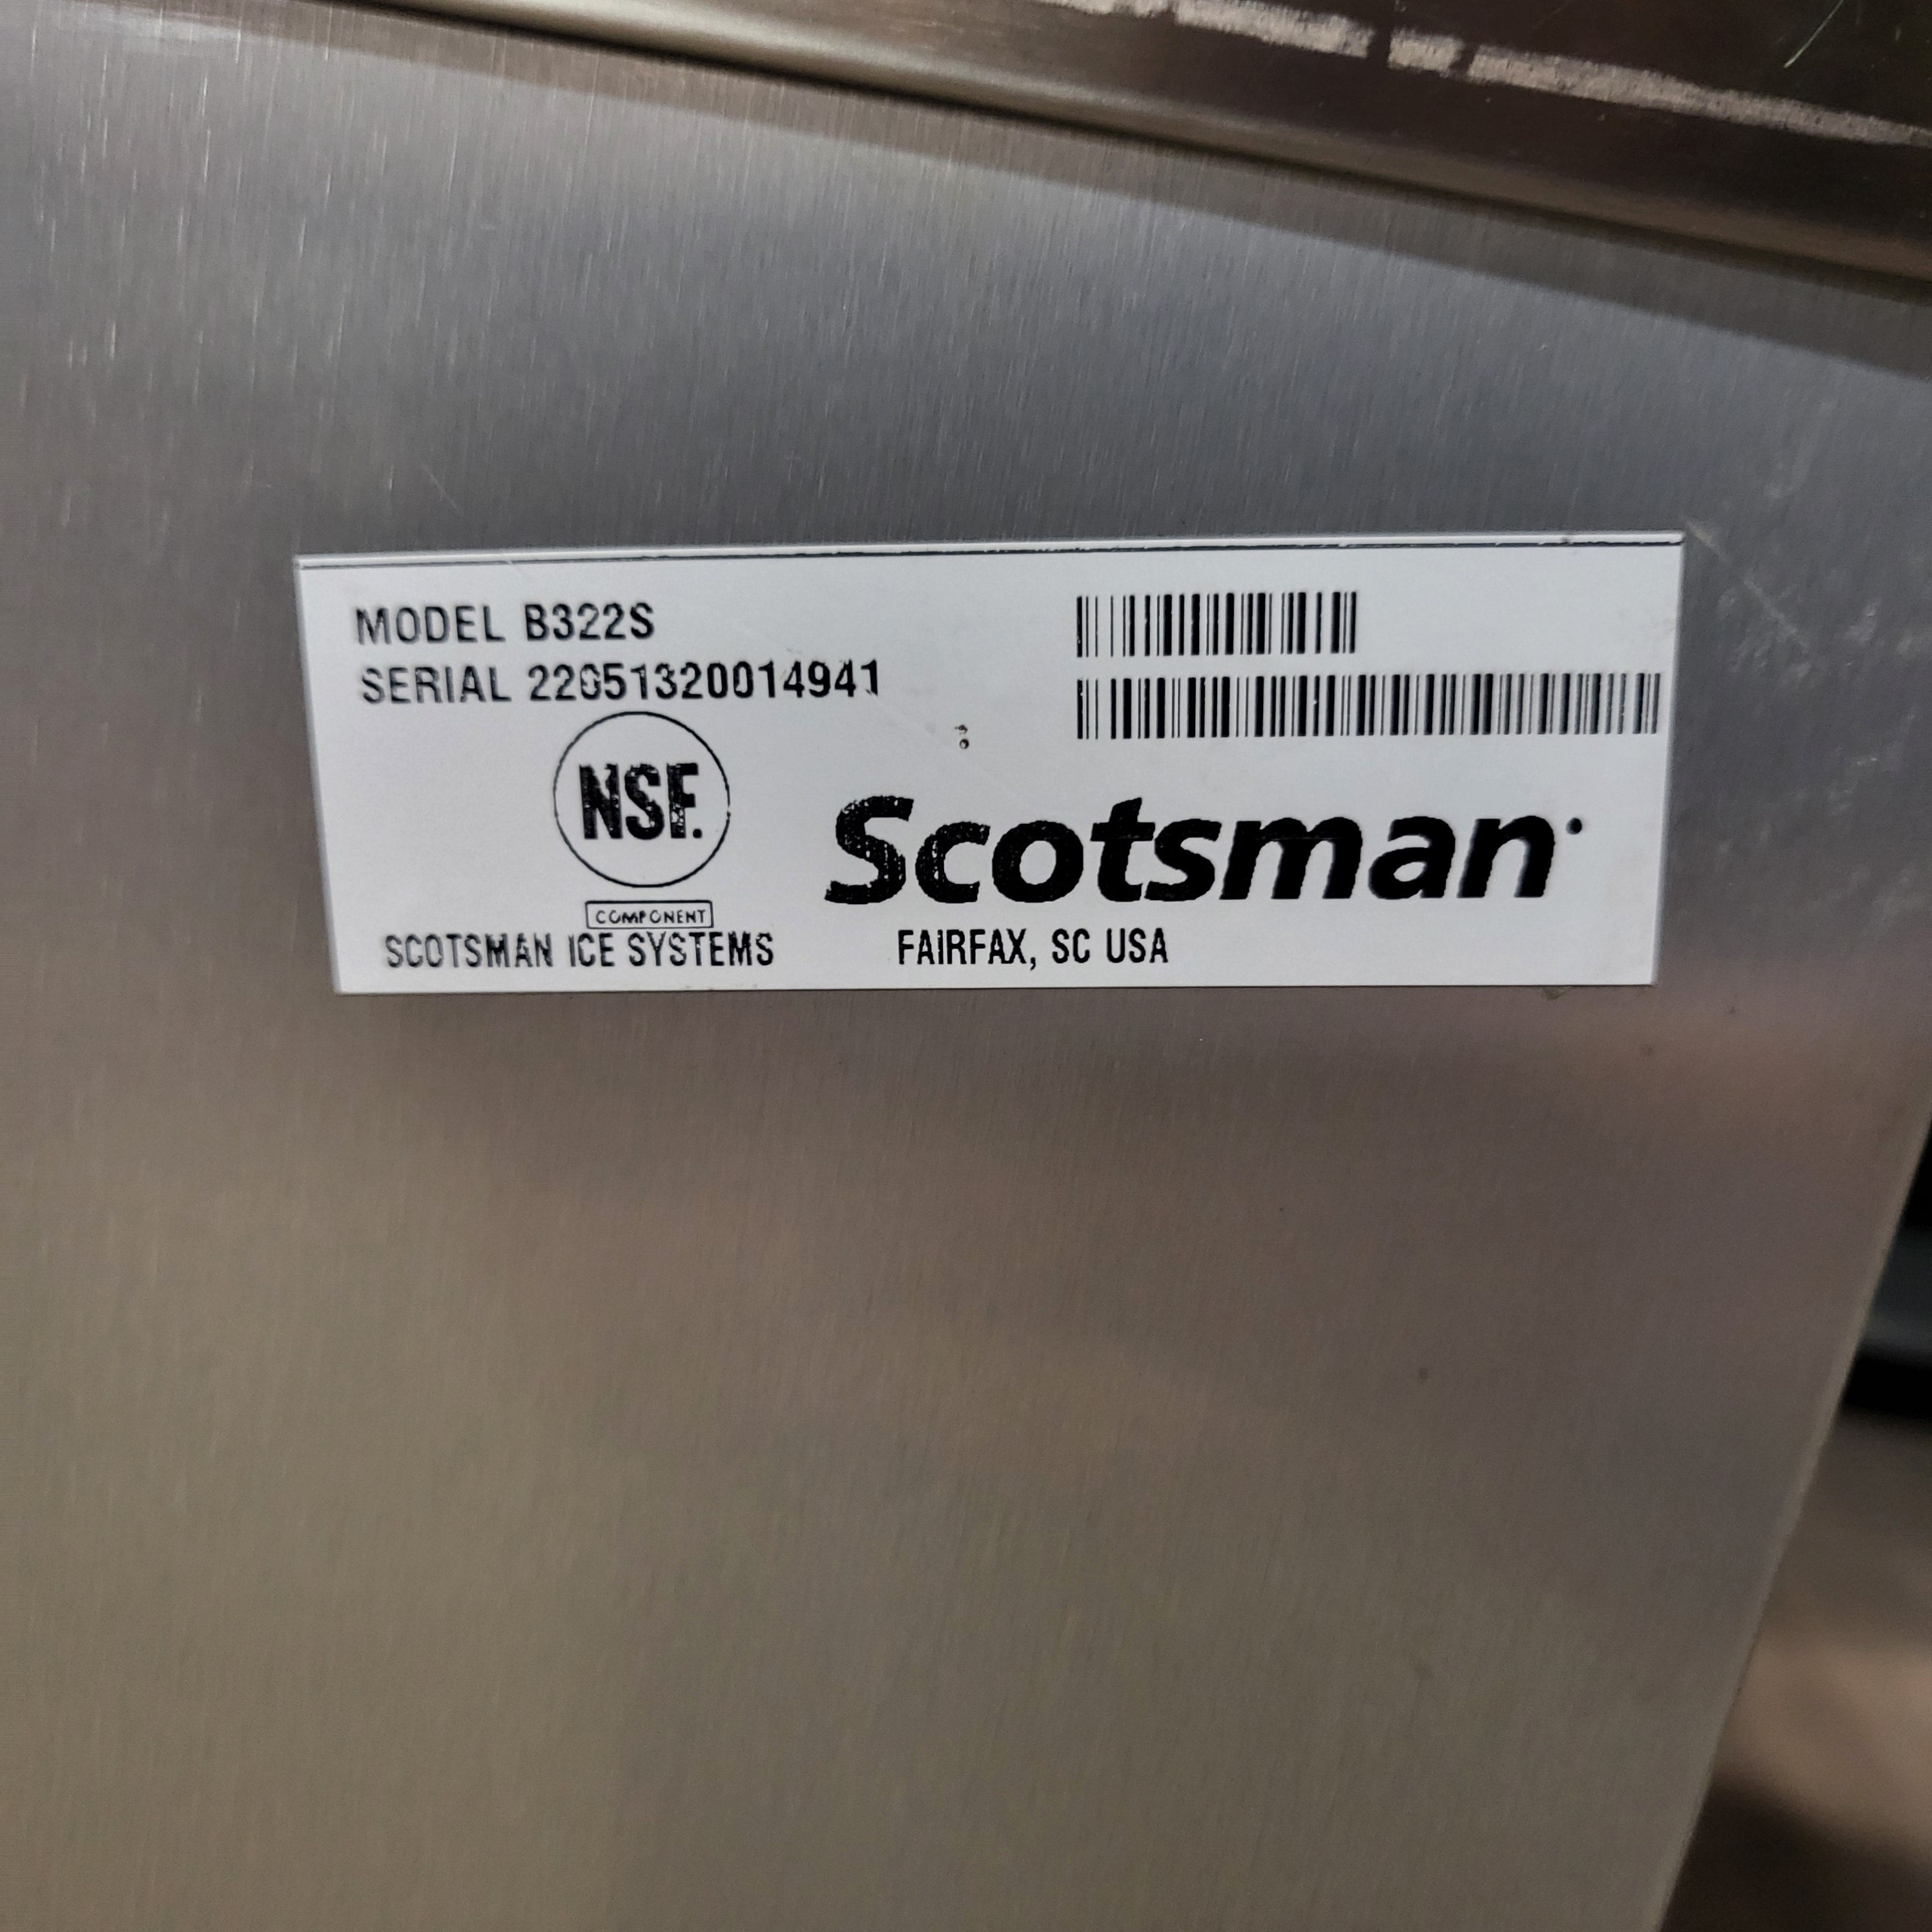 MODEL B322S
SERIAL 22051320014941
NSF.
COMPONENT
Scotsman
SCOTSMAN ICE SYSTEMS FAIRFAX, SC USA